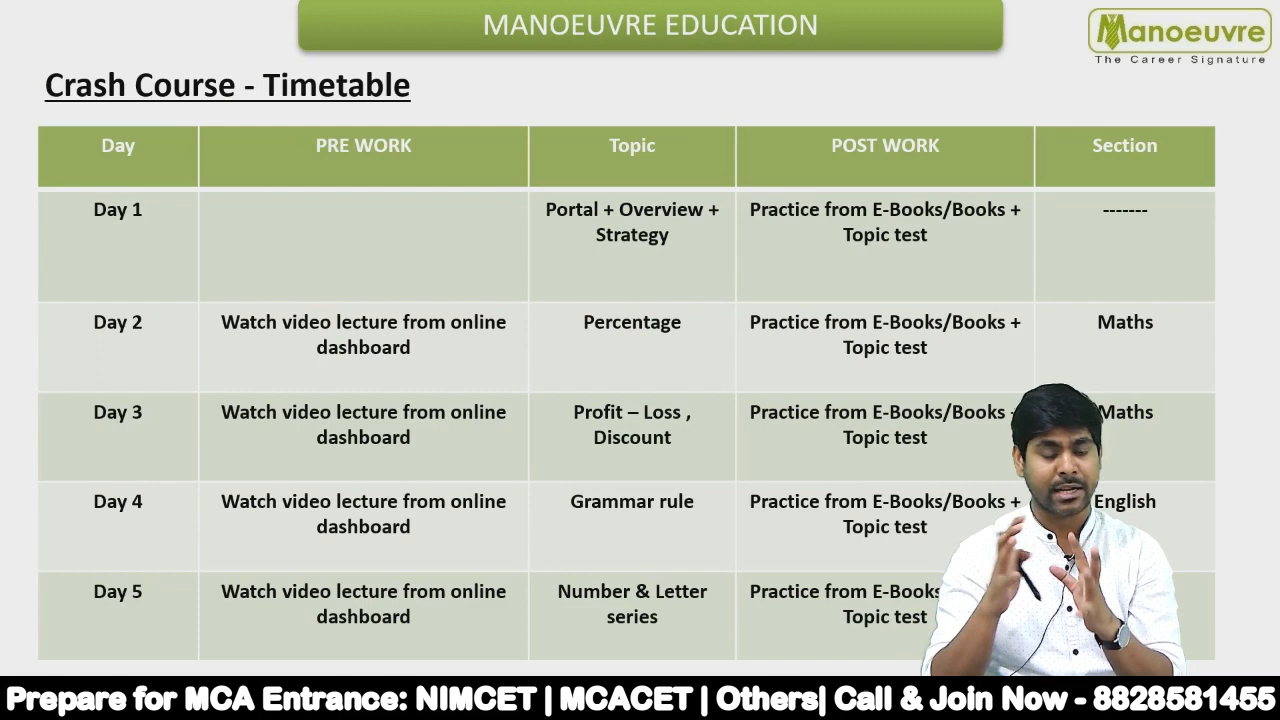 MANOEUVRE EDUCATION
Manoeuvre
The Career Signature
Crash Course - Timetable
Day PRE WORK Topic POST WORK Section
Day 1 Portal + Overview + Practice from E-Books/Books + -------
Strategy Topic test
Day 2 Watch video lecture from online Percentage Practice from E-Books/Books + Maths
dashboard Topic test
Day 3 Watch video lecture from online Profit – Loss , Practice from E-Books/Books Maths
dashboard Discount Topic test
Day 4 Watch video lecture from online Grammar rule Practice from E-Books/Books + English
dashboard Topic test
Day 5 Watch video lecture from online Number & Letter Practice from E-Books
dashboard series Topic test
Prepare for MCA Entrance: NIMCET | MCACET | Others| Call & Join Now - 8828581455